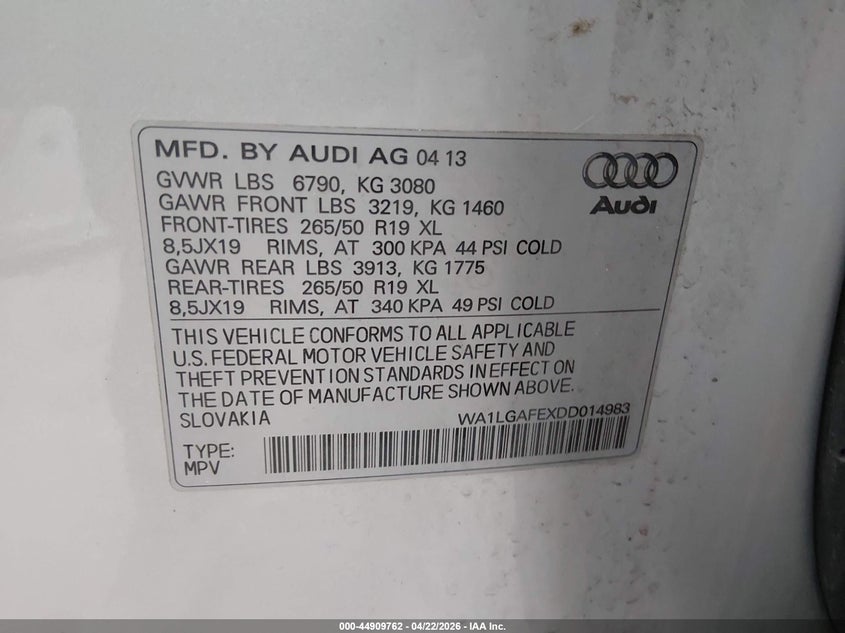 MFD. BY AUDI AG 04 13
GVWR LBS 6790, KG 3080
GAWR FRONT LBS 3219, KG 1460
FRONT-TIRES 265/50 R19 XL
8,5JX19 RIMS, AT 300 KPA 44 PSI COLD
GAWR REAR LBS 3913, KG 1775
REAR-TIRES 265/50 R19 XL
8,5JX19 RIMS, AT 340 KPA 49 PSI COLD
Audi
THIS VEHICLE CONFORMS TO ALL APPLICABLE
U.S. FEDERAL MOTOR VEHICLE SAFETY AND
THEFT PREVENTION STANDARDS IN EFFECT ON
THE DATE OF MANUFACTURE SHOWN ABOVE.
SLOVAKIA WA1LGAFEXDD014983
TYPE:
MPV
000-44909762 - 04/22/2026 - IAA Inc.